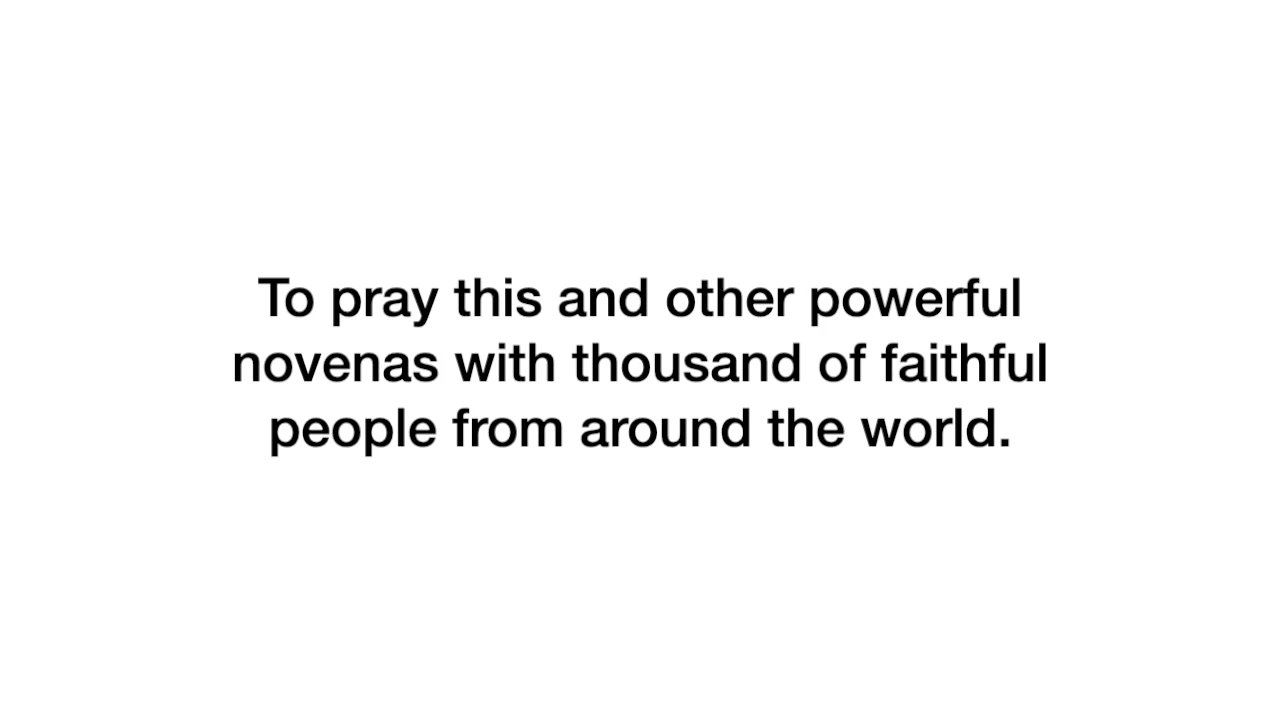 To pray this and other powerful
novenas with thousand of faithful
people from around the world.